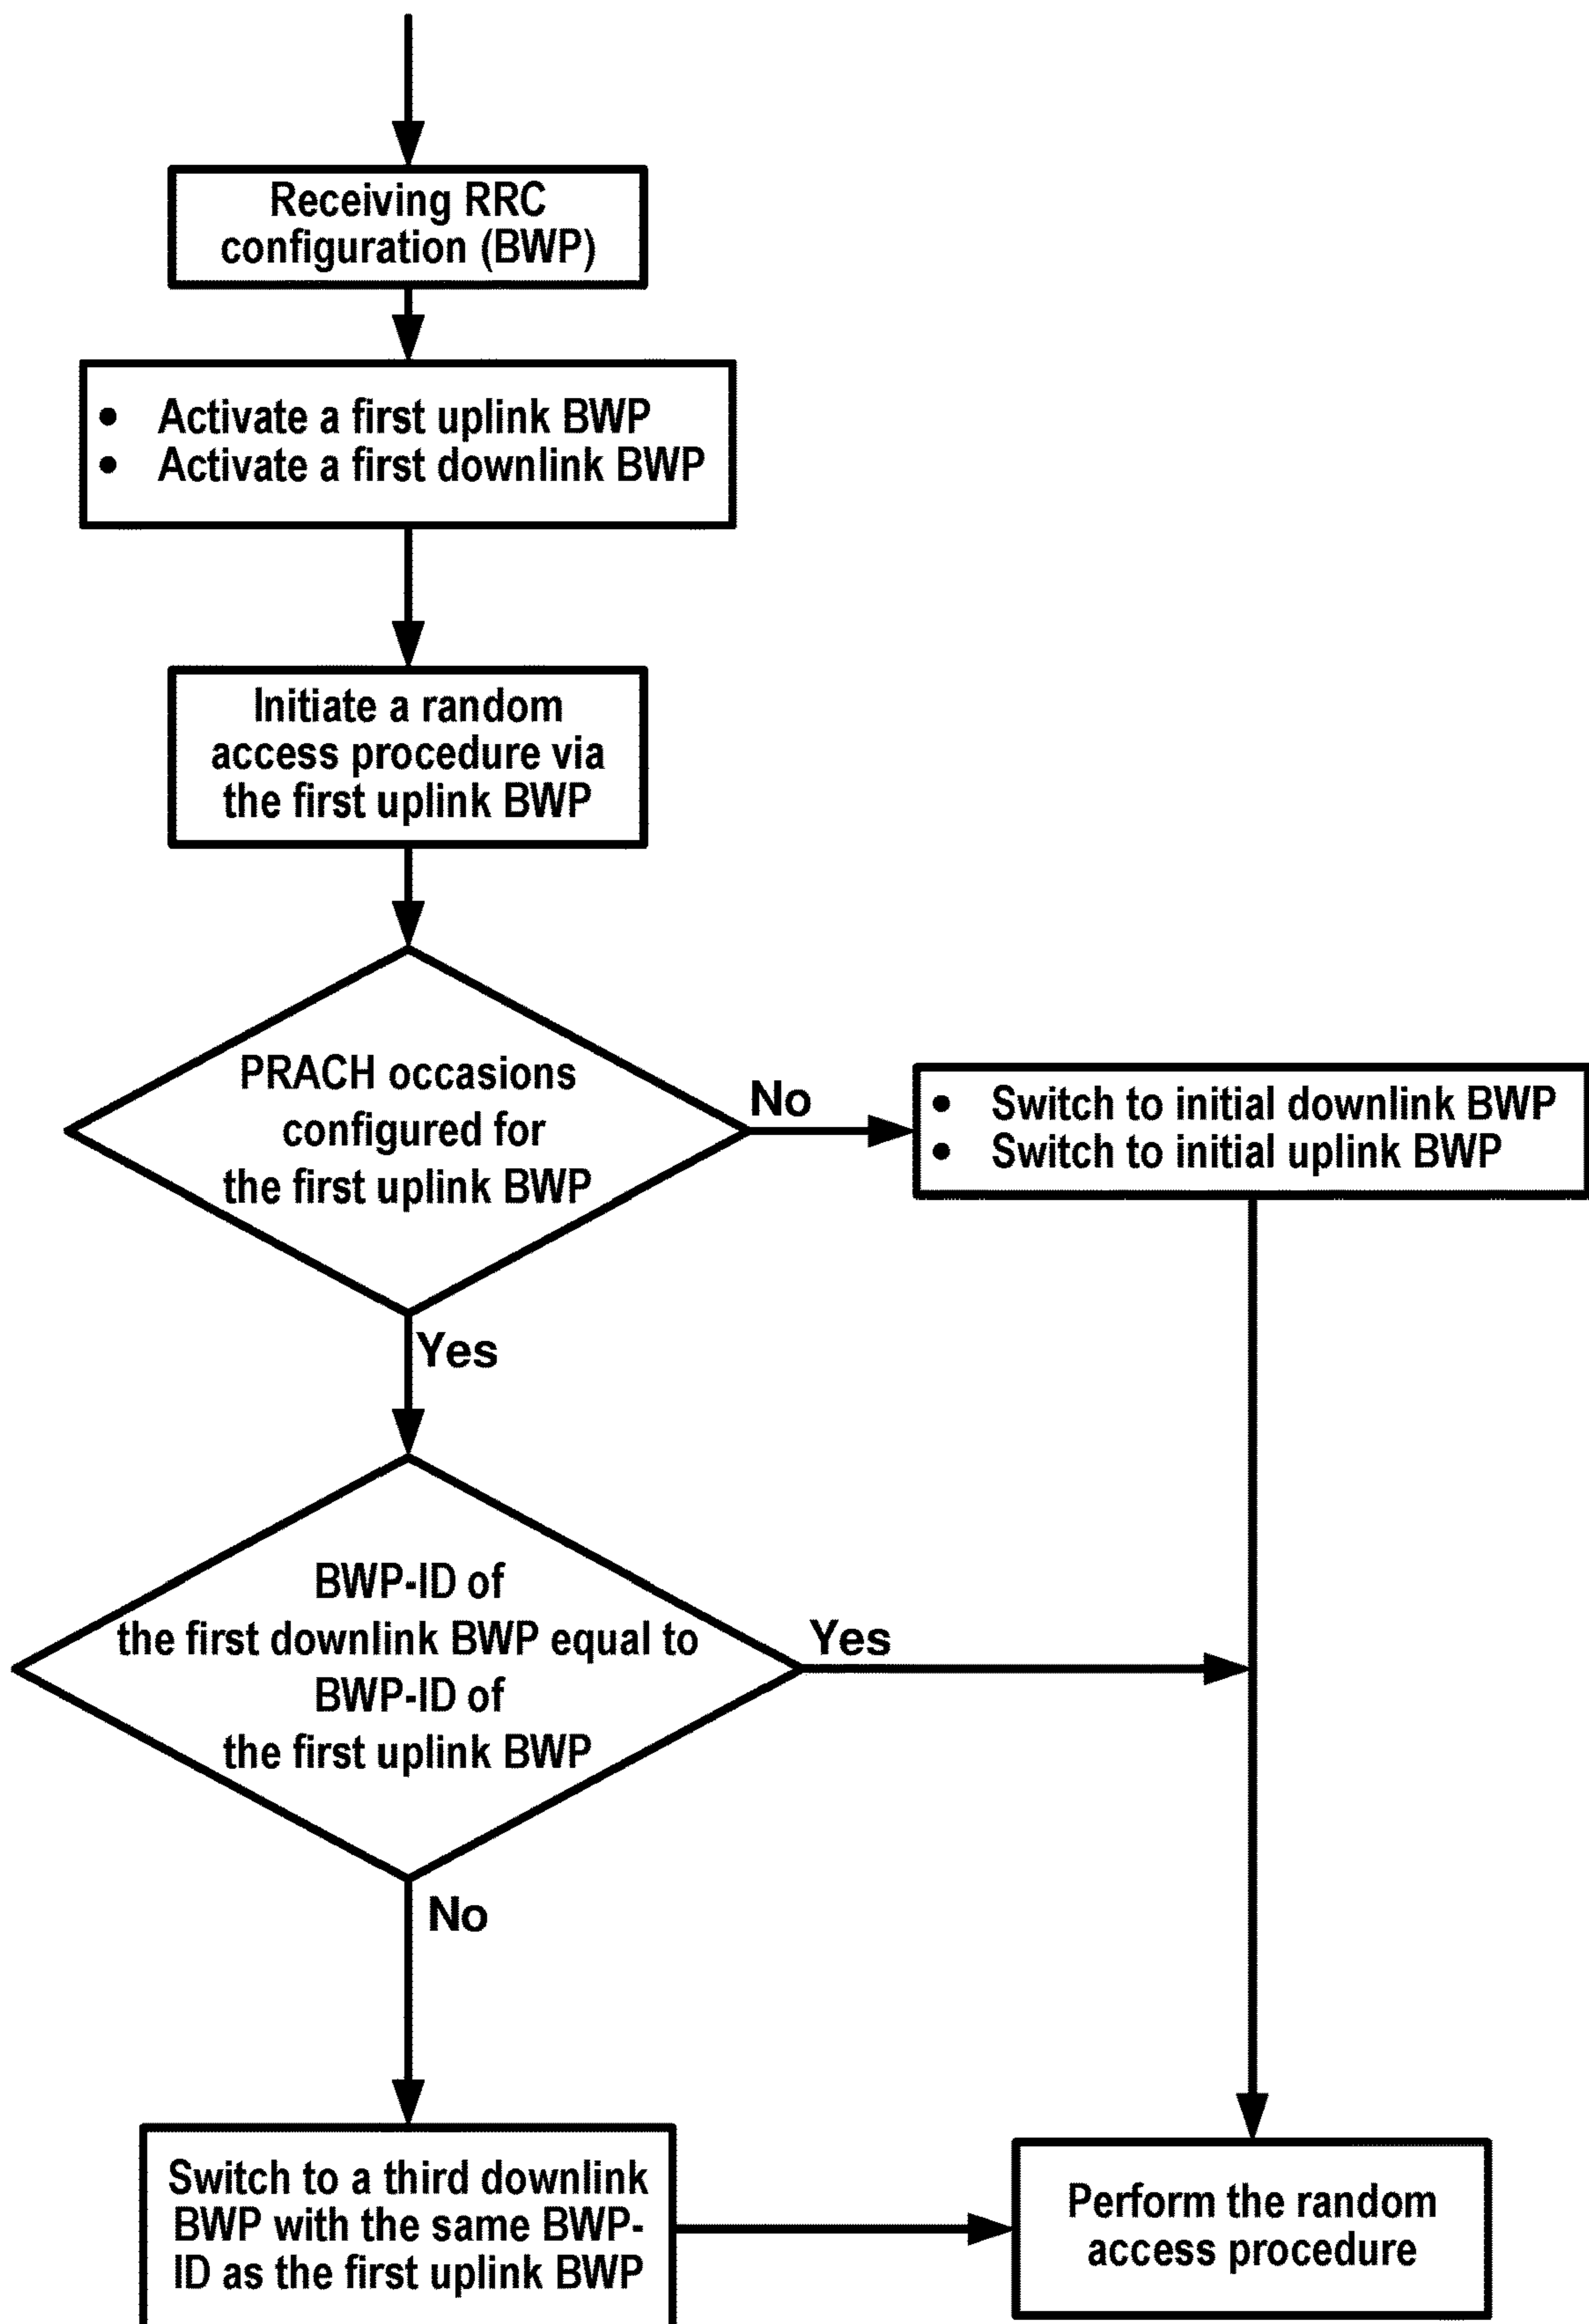 Receiving RRC
configuration (BWP)
• Activate a first uplink BWP
• Activate a first downlink BWP
Initiate a random
access procedure via
the first uplink BWP
PRACH occasions
configured for
the first uplink BWP
No
• Switch to initial downlink BWP
• Switch to initial uplink BWP
Yes
BWP-ID of
the first downlink BWP equal to
BWP-ID of
the first uplink BWP
Yes
No
Switch to a third downlink
BWP with the same BWP-
ID as the first uplink BWP
Perform the random
access procedure